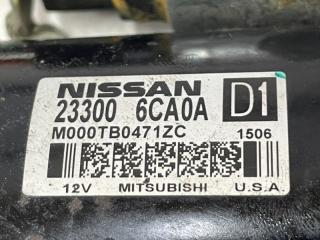 NISSAN
23300 6CA0A D1
M000TB0471ZC 1506
12V MITSUBISHI U.S.A.